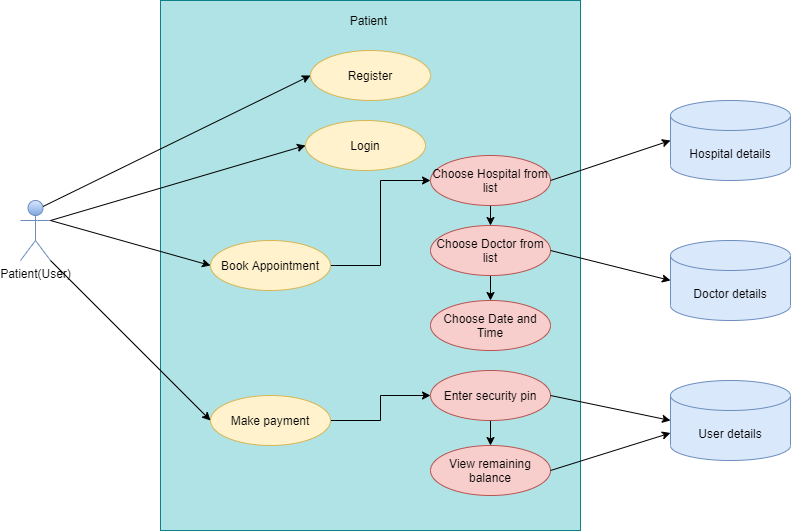 Patient
Register
Login
Choose Hospital from
list
Hospital details
Patient(User)
Book Appointment
Choose Doctor from
list
Doctor details
Choose Date and
Time
Make payment
Enter security pin
User details
View remaining
balance